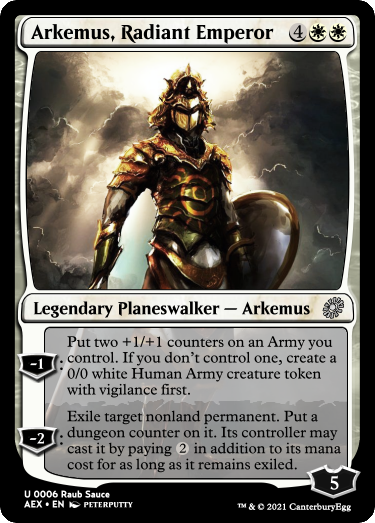 Arkemus, Radiant Emperor 4
Legendary Planeswalker — Arkemus
-1: Put two +1/+1 counters on an Army you
control. If you don't control one, create a
0/0 white Human Army creature token
with vigilance first.
-2: Exile target nonland permanent. Put a
dungeon counter on it. Its controller may
cast it by paying 2 in addition to its mana
cost for as long as it remains exiled.
5
U 0006 Raub Sauce
AEX • EN PETERPUTTY
™ & © 2021 CanterburyEgg